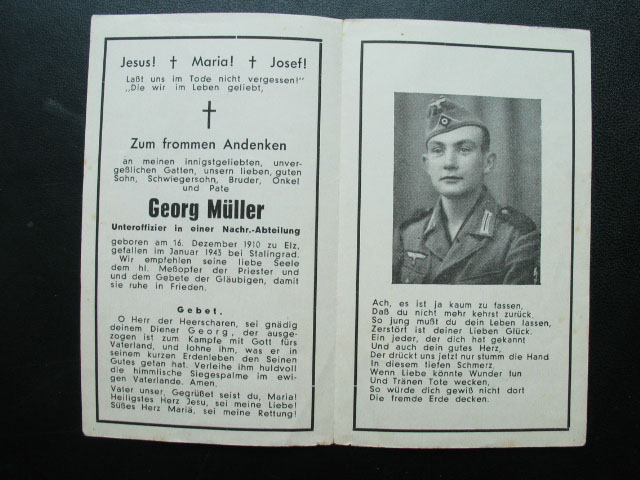 Jesus! † Maria! † Josef!
Laßt uns im Tode nicht vergessen!"
"Die wir im Leben geliebt,
Zum frommen Andenken
an meinen innigstgeliebten, unver-
geßlichen Gatten, unsern lieben, guten
Sohn, Schwiegersohn, Bruder, Onkel
und Pate
Georg Müller
Unteroffizier in einer Nachr.-Abteilung
geboren am 16. Dezember 1910 zu Elz,
gefallen im Januar 1943 bei Stalingrad.
Wir empfehlen seine liebe Seele
dem hl. Meßopfer der Priester und
und dem Gebete der Gläubigen, damit
sie ruhe in Frieden.
Gebet.
O Herr der Heerscharen, sei gnädig
deinem Diener Georg, der ausge-
zogen ist zum Kampfe mit Gott fürs
Vaterland, und lohne ihm, was er in
seinem kurzen Erdenleben den Seinen
Gutes getan hat. Verleihe ihm huldvoll
die himmlische Siegespalme im ewi-
gen Vaterlande. Amen.
Vater unser, Gegrüßet seist du, Maria!
Heiligstes Herz Jesu, sei meine Liebe!
Süßes Herz Mariä, sei meine Rettung!
Ach, es ist ja kaum zu fassen,
Daß du nicht mehr kehrst zurück.
So jung mußt du dein Leben lassen,
Zerstört ist deiner Lieben Glück.
Ein jeder, der dich hat gekannt
Und auch dein gutes Herz,
Der drückt uns jetzt nur stumm die Hand
In diesem tiefen Schmerz.
Wenn Liebe könnte Wunder tun
Und Tränen Tote wecken,
So würde dich gewiß nicht dort
Die fremde Erde decken.